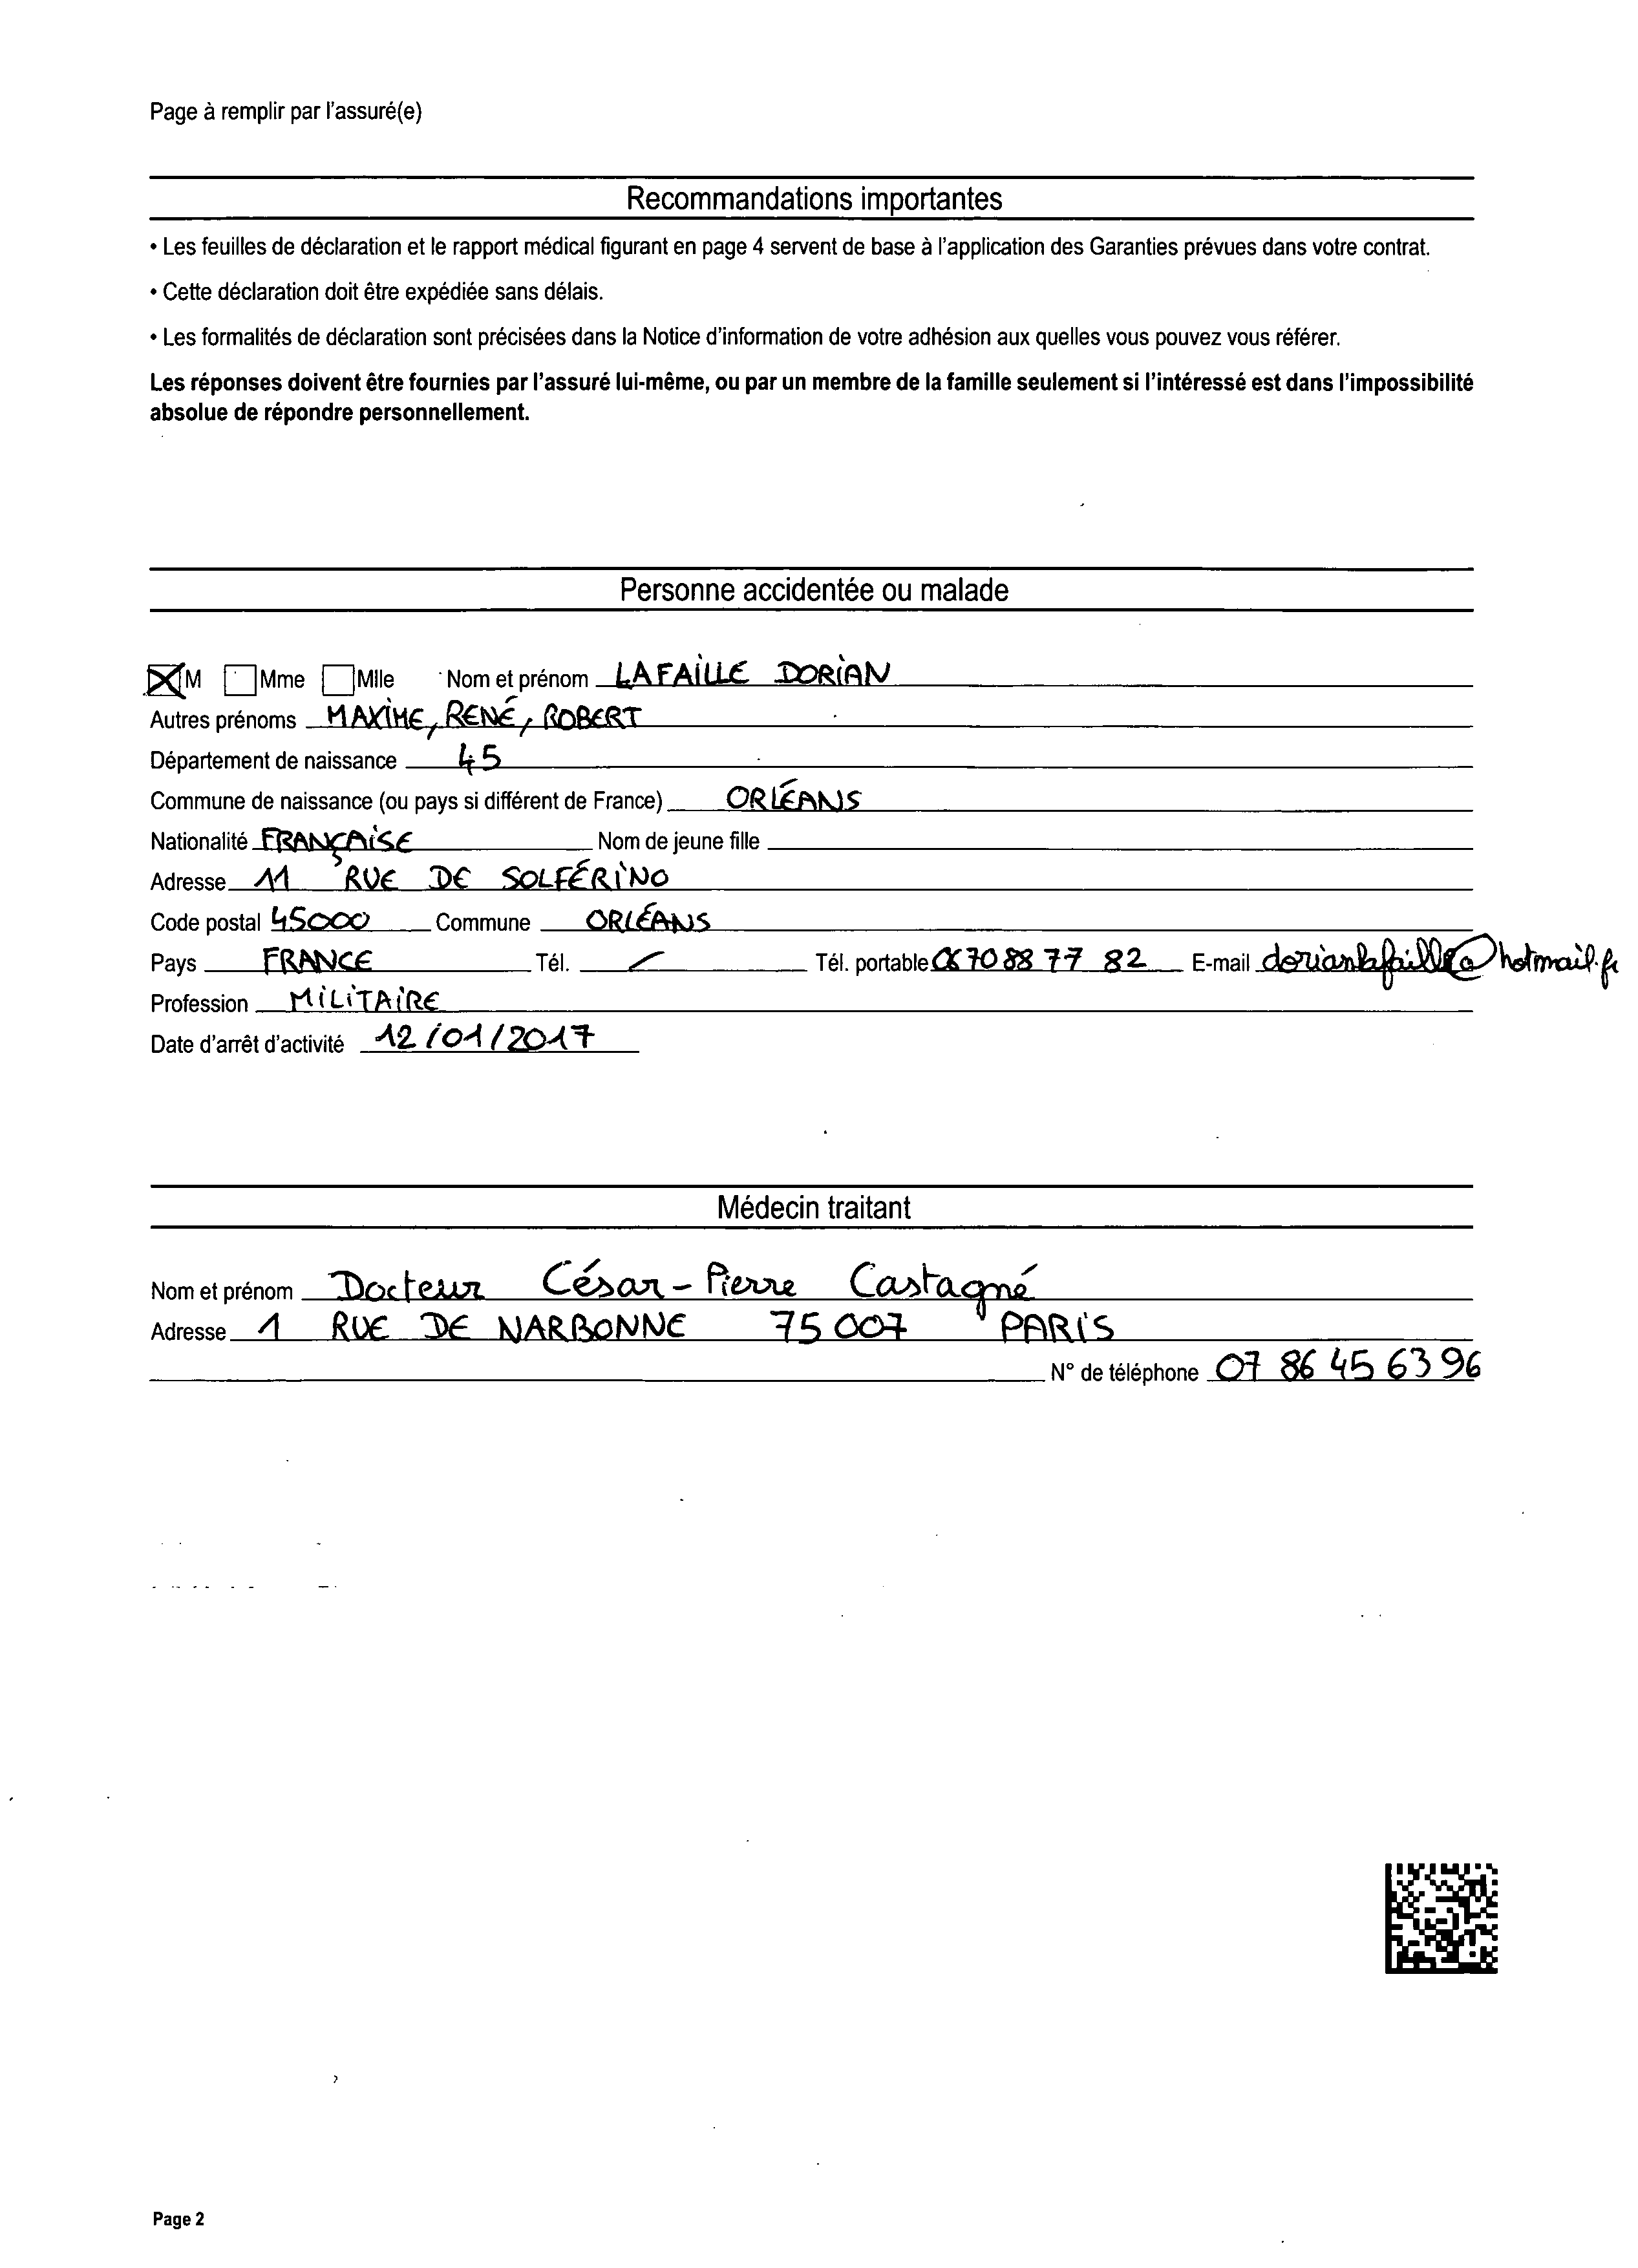 Page à remplir par l'assuré(e)
Recommandations importantes
• Les feuilles de déclaration et le rapport médical figurant en page 4 servent de base à l'application des Garanties prévues dans votre contrat.
• Cette déclaration doit être expédiée sans délais.
• Les formalités de déclaration sont précisées dans la Notice d'information de votre adhésion aux quelles vous pouvez vous référer.
Les réponses doivent être fournies par l'assuré lui-même, ou par un membre de la famille seulement si l'intéressé est dans l'impossibilité
absolue de répondre personnellement.
Personne accidentée ou malade
M Mme Mlle Nom et prénom LAFAILLE DORIAN
Autres prénoms MAXIME, RENÉ, ROBERT
Département de naissance 45
Commune de naissance (ou pays si différent de France) ORLÉANS
Nationalité FRANÇAISE Nom de jeune fille
Adresse 11 RUE DE SOLFÉRINO
Code postal 45000 Commune ORLÉANS
Pays FRANCE Tél. / Tél. portable 06 70 88 77 82 E-mail dorianlafaille@hotmail.fr
Profession MILITAIRE
Date d'arrêt d'activité 12/01/2017
Médecin traitant
Nom et prénom Docteur César-Pierre Castagné
Adresse 1 RUE DE NARBONNE 75007 PARIS
N° de téléphone 07 86 45 63 96
Page 2